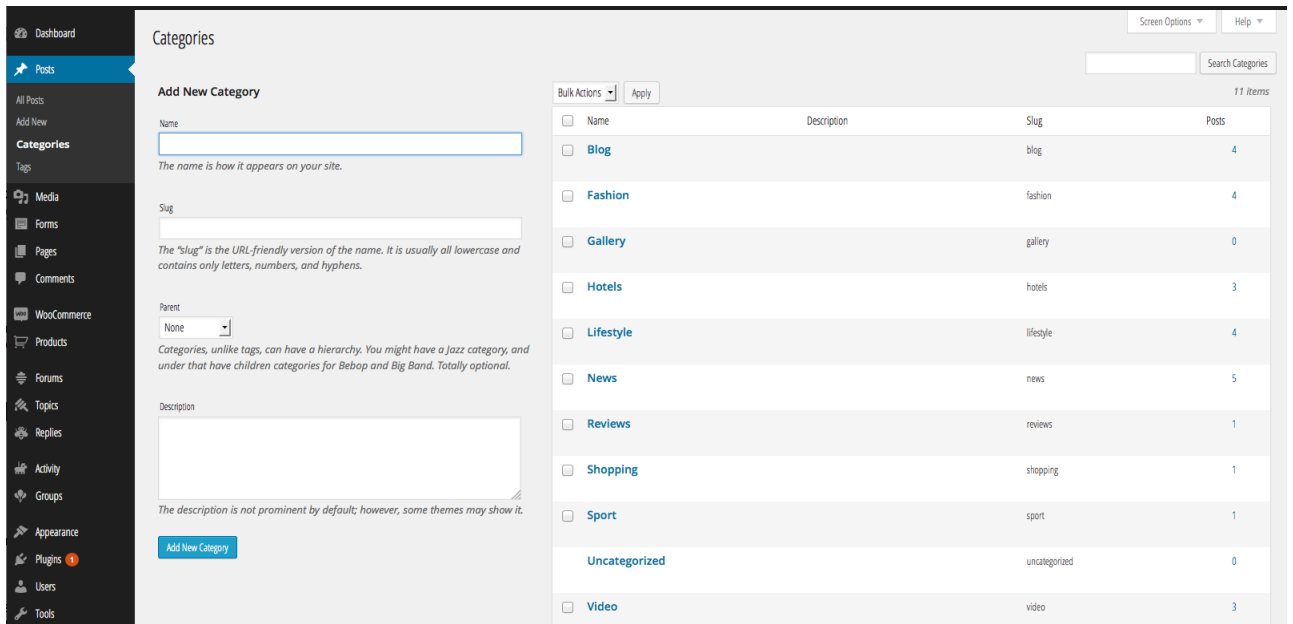 Dashboard
Posts
All Posts
Add New
Categories
Tags
Media
Forms
Pages
Comments
WooCommerce
Products
Forums
Topics
Replies
Activity
Groups
Appearance
Plugins 1
Users
Tools
Screen Options
Help
Categories
Search Categories
Add New Category
Name
The name is how it appears on your site.
Slug
The “slug” is the URL-friendly version of the name. It is usually all lowercase and
contains only letters, numbers, and hyphens.
Parent
None
Categories, unlike tags, can have a hierarchy. You might have a Jazz category, and
under that have children categories for Bebop and Big Band. Totally optional.
Description
The description is not prominent by default; however, some themes may show it.
Add New Category
Bulk Actions Apply 11 items
Name Description Slug Posts
Blog blog 4
Fashion fashion 4
Gallery gallery 0
Hotels hotels 3
Lifestyle lifestyle 4
News news 5
Reviews reviews 1
Shopping shopping 1
Sport sport 1
Uncategorized uncategorized 0
Video video 3